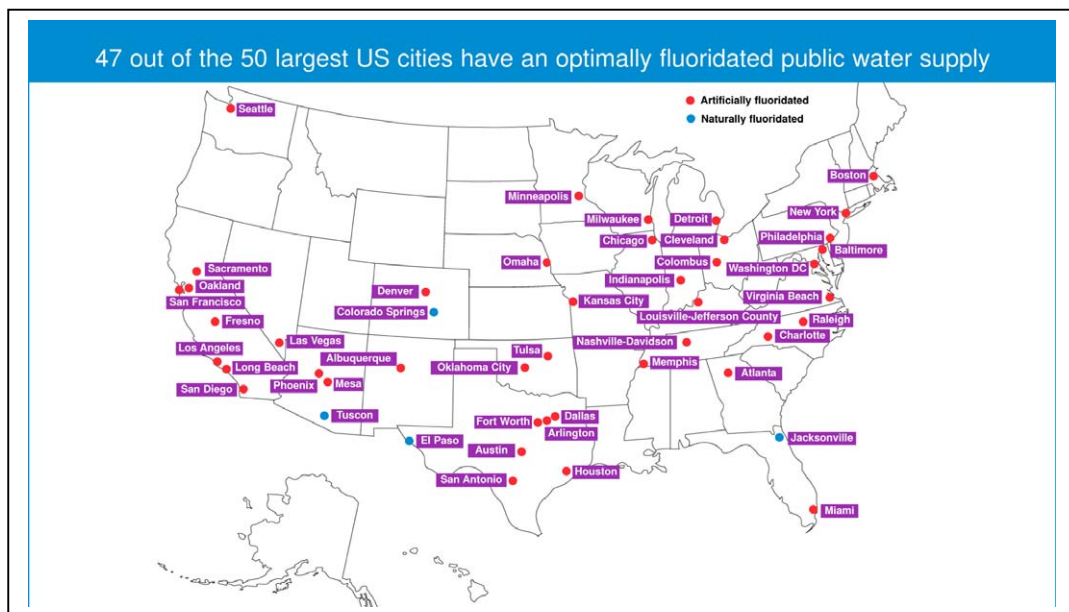 47 out of the 50 largest US cities have an optimally fluoridated public water supply
Artificially fluoridated
Naturally fluoridated
Seattle
Boston
Minneapolis
New York
Milwaukee
Detroit
Chicago
Cleveland
Philadelphia
Baltimore
Omaha
Colombus
Washington DC
Sacramento
Indianapolis
Oakland
Denver
Kansas City
Virginia Beach
San Francisco
Colorado Springs
Louisville-Jefferson County
Fresno
Raleigh
Las Vegas
Nashville-Davidson
Charlotte
Los Angeles
Albuquerque
Tulsa
Long Beach
Oklahoma City
Memphis
Atlanta
San Diego
Phoenix
Mesa
Tuscon
Fort Worth
Dallas
Arlington
El Paso
Jacksonville
Austin
San Antonio
Houston
Miami